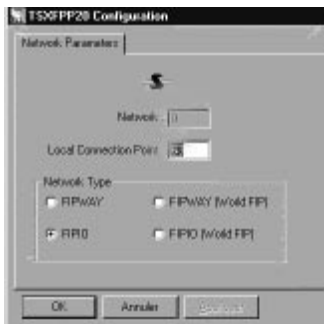 TSXFPP20 Configuration
Network Parameters
Network
Local Connection Point
Network Type
FIPWAY
FIPWAY (World FIP)
FIPIO
FIPIO (World FIP)
OK
Annuler